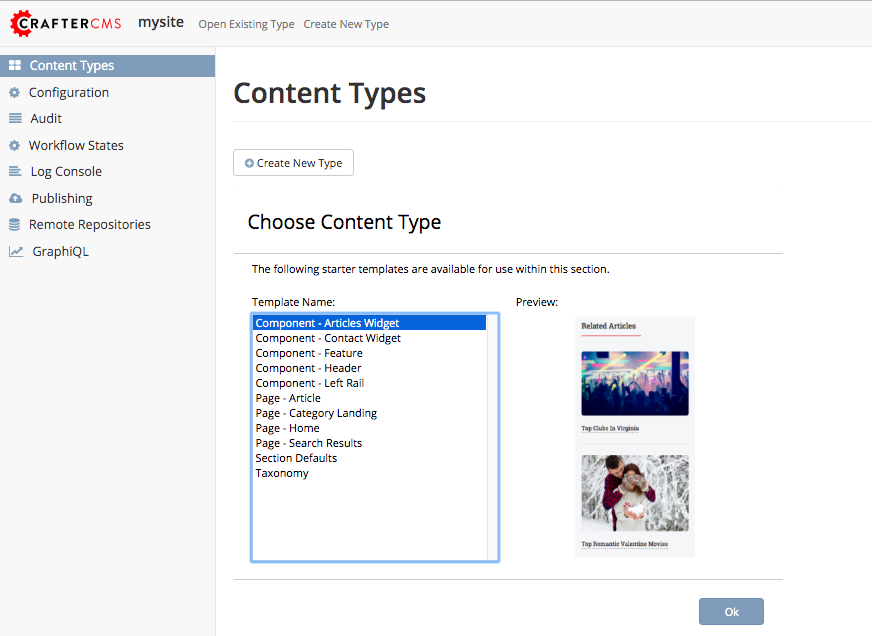 CRAFTERCMS mysite Open Existing Type Create New Type
Content Types
Configuration
Audit
Workflow States
Log Console
Publishing
Remote Repositories
GraphiQL
Content Types
Create New Type
Choose Content Type
The following starter templates are available for use within this section.
Template Name:
Component - Articles Widget
Component - Contact Widget
Component - Feature
Component - Header
Component - Left Rail
Page - Article
Page - Category Landing
Page - Home
Page - Search Results
Section Defaults
Taxonomy
Preview:
Related Articles
Top Clubs In Virginia
Top Romantic Valentine Movies
Ok